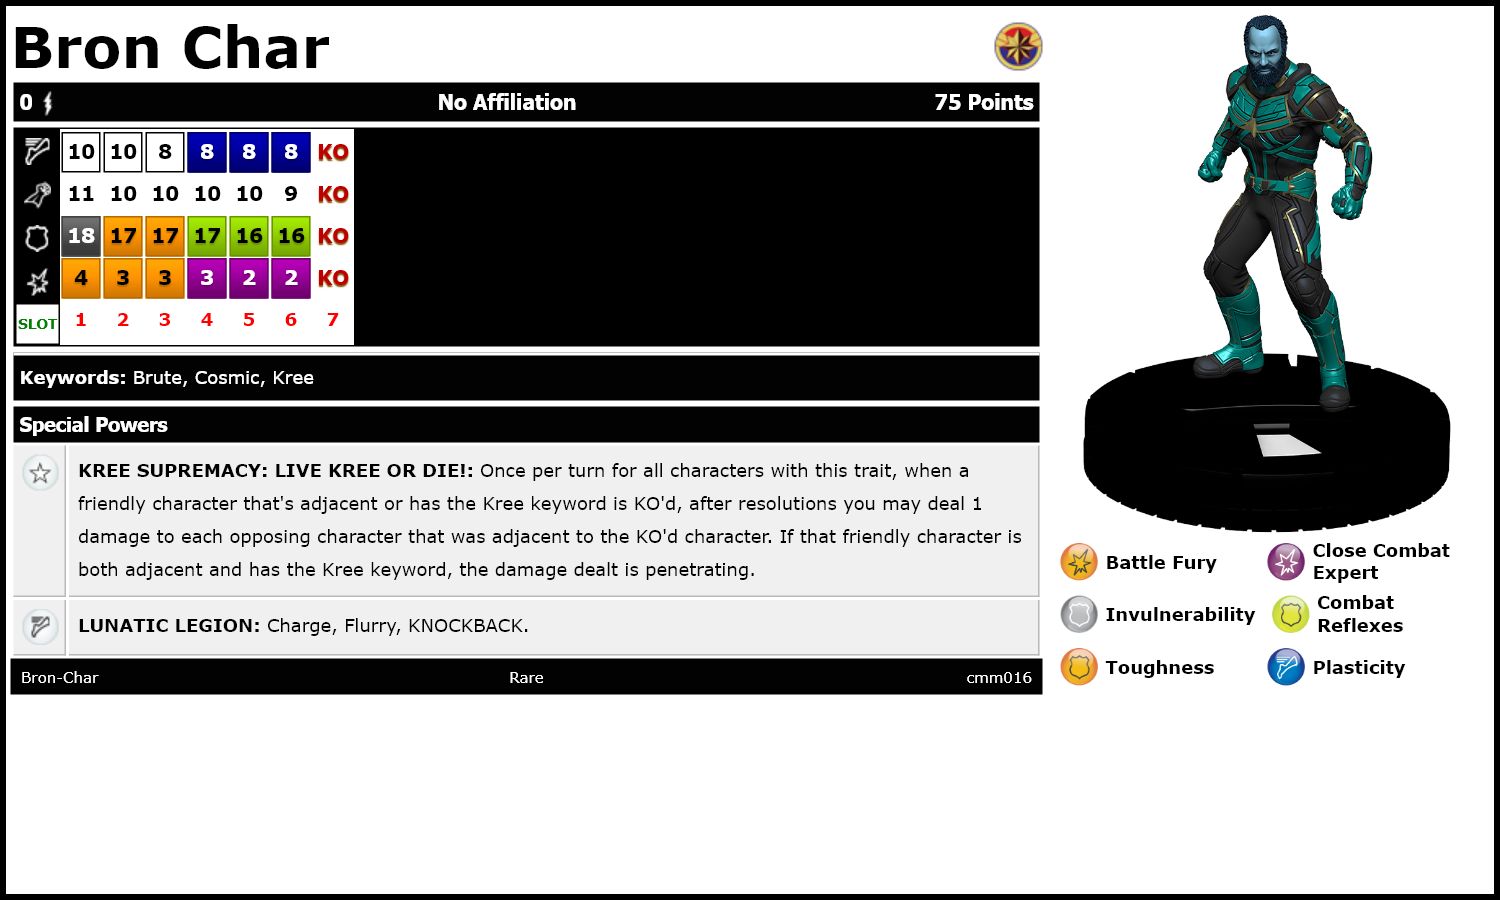 Bron Char
0 No Affiliation 75 Points
10 10 8 8 8 8 KO
11 10 10 10 10 9 KO
18 17 17 17 16 16 KO
4 3 3 3 2 2 KO
SLOT 1 2 3 4 5 6 7
Keywords: Brute, Cosmic, Kree
Special Powers
KREE SUPREMACY: LIVE KREE OR DIE!: Once per turn for all characters with this trait, when a
friendly character that's adjacent or has the Kree keyword is KO'd, after resolutions you may deal 1
damage to each opposing character that was adjacent to the KO'd character. If that friendly character is
both adjacent and has the Kree keyword, the damage dealt is penetrating.
LUNATIC LEGION: Charge, Flurry, KNOCKBACK.
Bron-Char Rare cmm016
Battle Fury
Close Combat
Expert
Invulnerability
Combat
Reflexes
Toughness
Plasticity